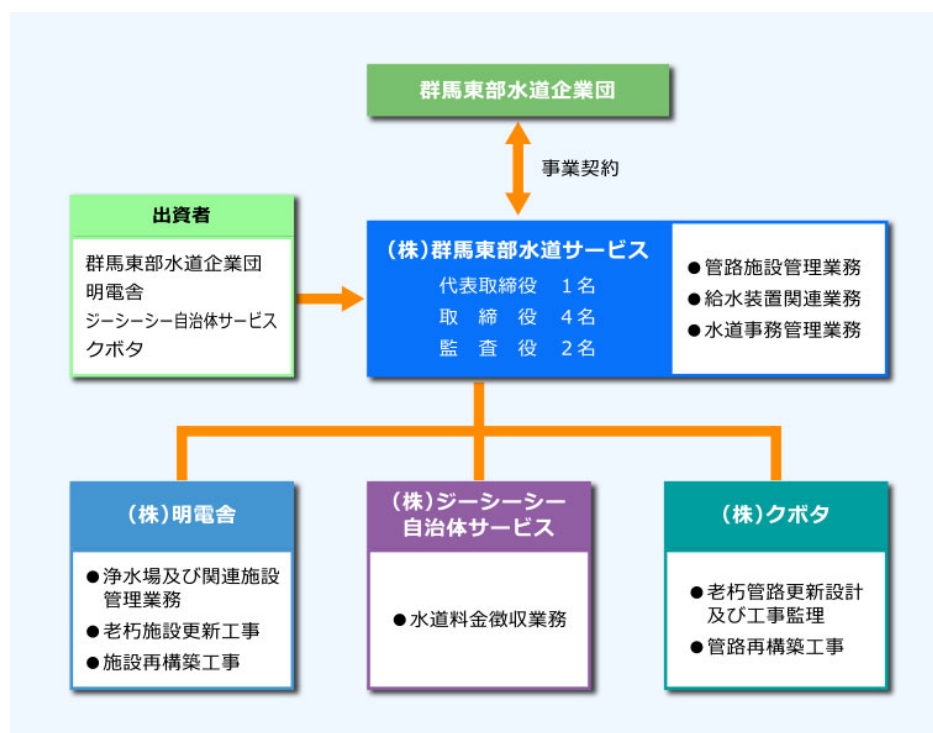 群馬東部水道企業団
事業契約
出資者
群馬東部水道企業団
明電舎
ジーシーシー自治体サービス
クボタ
(株)群馬東部水道サービス
代表取締役 1名
取 締 役 4名
監 査 役 2名
●管路施設管理業務
●給水装置関連業務
●水道事務管理業務
(株)明電舎
●浄水場及び関連施設
管理業務
●老朽施設更新工事
●施設再構築工事
(株)ジーシーシー
自治体サービス
●水道料金徴収業務
(株)クボタ
●老朽管路更新設計
及び工事監理
●管路再構築工事